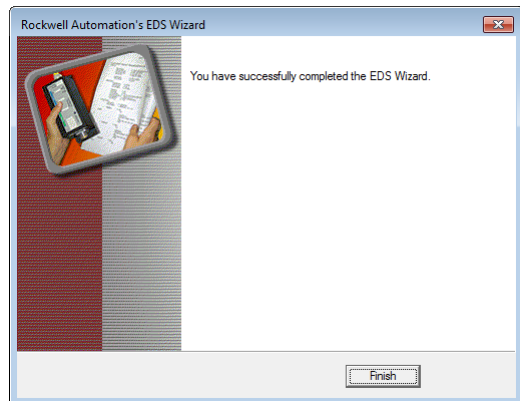 Rockwell Automation's EDS Wizard
You have successfully completed the EDS Wizard.
Finish